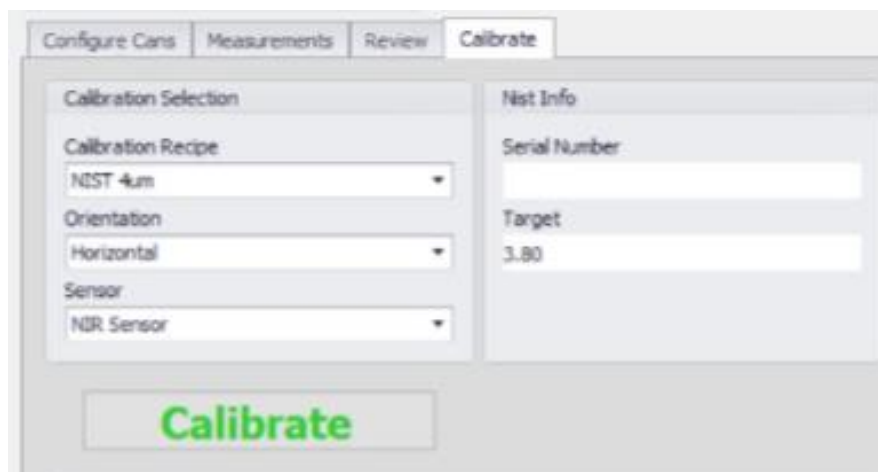 Configure Cans Measurements Review Calibrate
Calibration Selection
Calibration Recipe
NIST 4um
Orientation
Horizontal
Sensor
NIR Sensor
Nist Info
Serial Number
Target
3.80
Calibrate